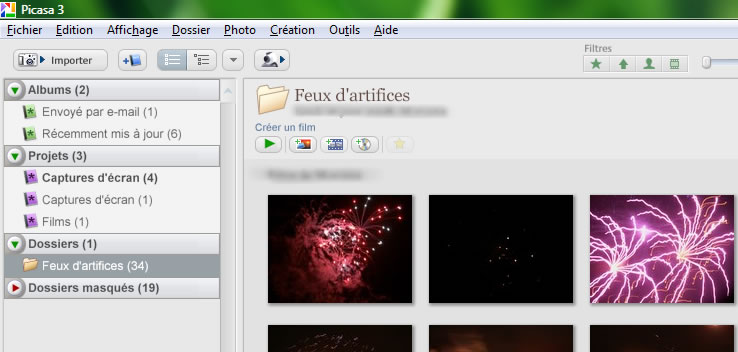 Picasa 3
Fichier Edition Affichage Dossier Photo Création Outils Aide
Importer
Filtres
Albums (2)
Envoyé par e-mail (1)
Récemment mis à jour (6)
Projets (3)
Captures d'écran (4)
Captures d'écran (1)
Films (1)
Dossiers (1)
Feux d'artifices (34)
Dossiers masqués (19)
Feux d'artifices
Créer un film